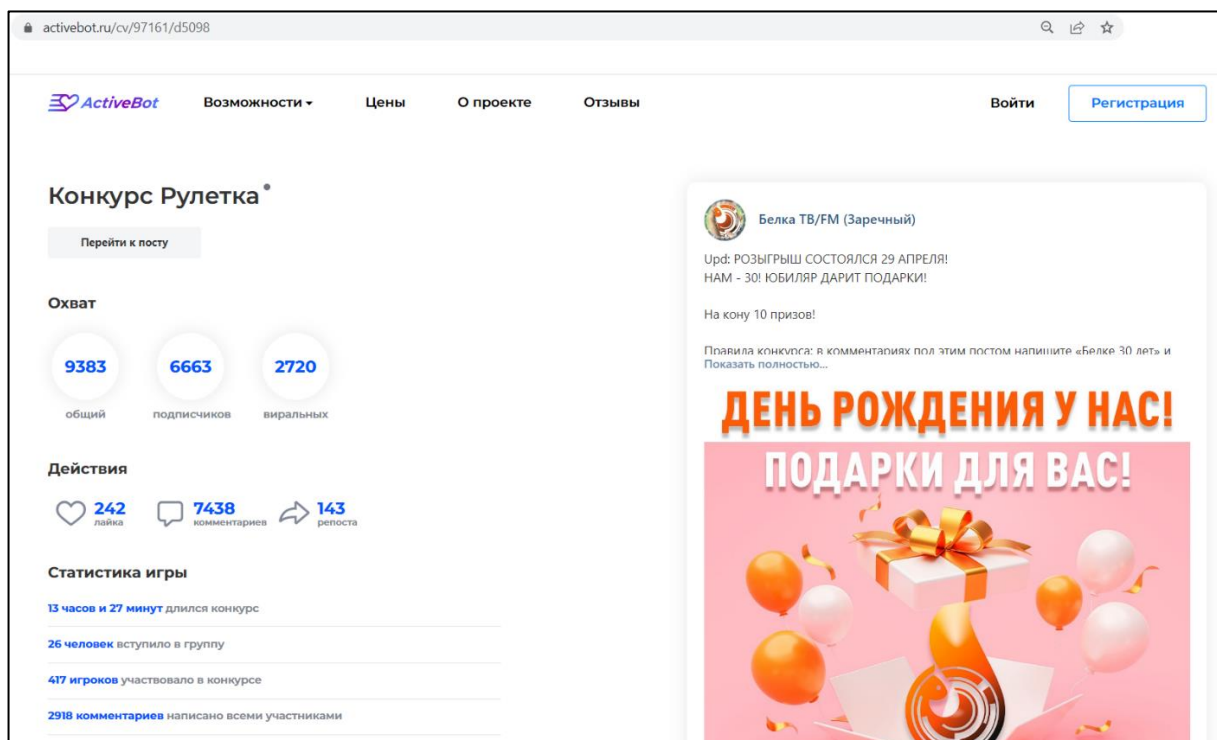 activebot.ru/cv/97161/d5098
ActiveBot Возможности Цены О проекте Отзывы Войти Регистрация
Конкурс Рулетка
Перейти к посту
Охват
9383 6663 2720
общий подписчиков виральных
Действия
242 7438 143
лайка комментариев репоста
Статистика игры
13 часов и 27 минут длился конкурс
26 человек вступило в группу
417 игроков участвовало в конкурсе
2918 комментариев написано всеми участниками
Белка ТВ/FM (Заречный)
Upd: РОЗЫГРЫШ СОСТОЯЛСЯ 29 АПРЕЛЯ!
НАМ - 30! ЮБИЛЯР ДАРИТ ПОДАРКИ!
На кону 10 призов!
Правила конкурса: в комментариях под этим постом напишите «Белке 30 лет» и
Показать полностью...
ДЕНЬ РОЖДЕНИЯ У НАС!
ПОДАРКИ ДЛЯ ВАС!